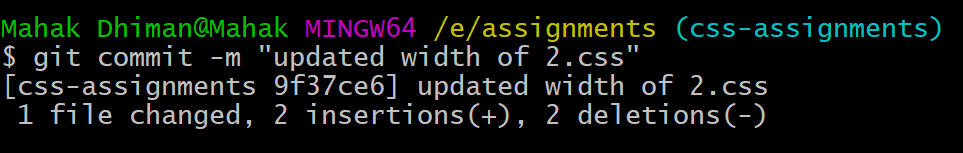 Mahak Dhiman@Mahak MINGW64 /e/assignments (css-assignments)
$ git commit -m "updated width of 2.css"
[css-assignments 9f37ce6] updated width of 2.css
 1 file changed, 2 insertions(+), 2 deletions(-)